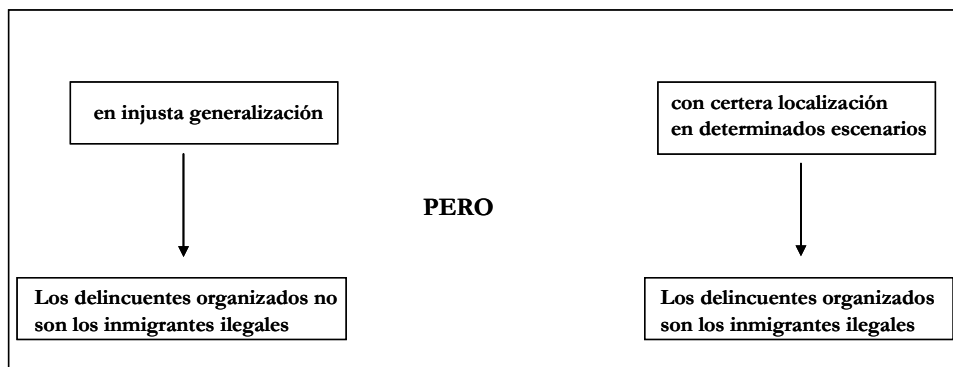 en injusta generalización
con certera localización
en determinados escenarios
PERO
Los delincuentes organizados no
son los inmigrantes ilegales
Los delincuentes organizados
son los inmigrantes ilegales